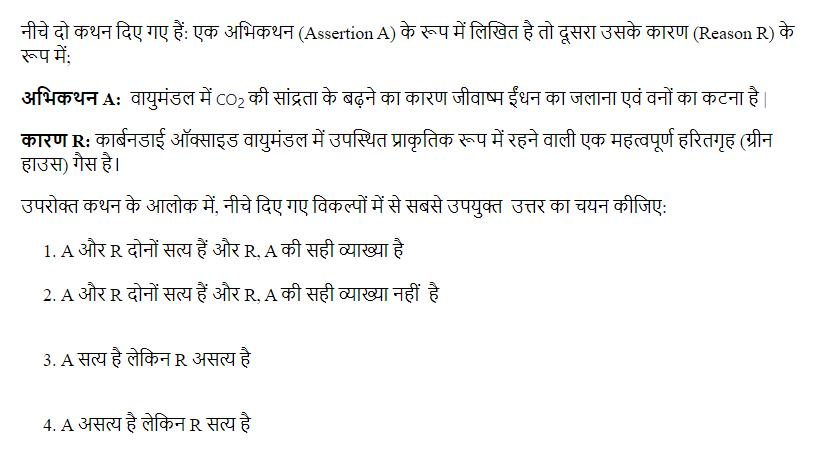 नीचे दो कथन दिए गए हैं: एक अभिकथन (Assertion A) के रूप में लिखित है तो दूसरा उसके कारण (Reason R) के
रूप में;
अभिकथन A: वायुमंडल में CO₂ की सांद्रता के बढ़ने का कारण जीवाष्म ईंधन का जलाना एवं वनों का कटना है |
कारण R: कार्बनडाई ऑक्साइड वायुमंडल में उपस्थित प्राकृतिक रूप में रहने वाली एक महत्वपूर्ण हरितगृह (ग्रीन
हाउस) गैस है।
उपरोक्त कथन के आलोक में, नीचे दिए गए विकल्पों में से सबसे उपयुक्त उत्तर का चयन कीजिए:
1. A और R दोनों सत्य हैं और R, A की सही व्याख्या है
2. A और R दोनों सत्य हैं और R, A की सही व्याख्या नहीं है
3. A सत्य है लेकिन R असत्य है
4. A असत्य है लेकिन R सत्य है